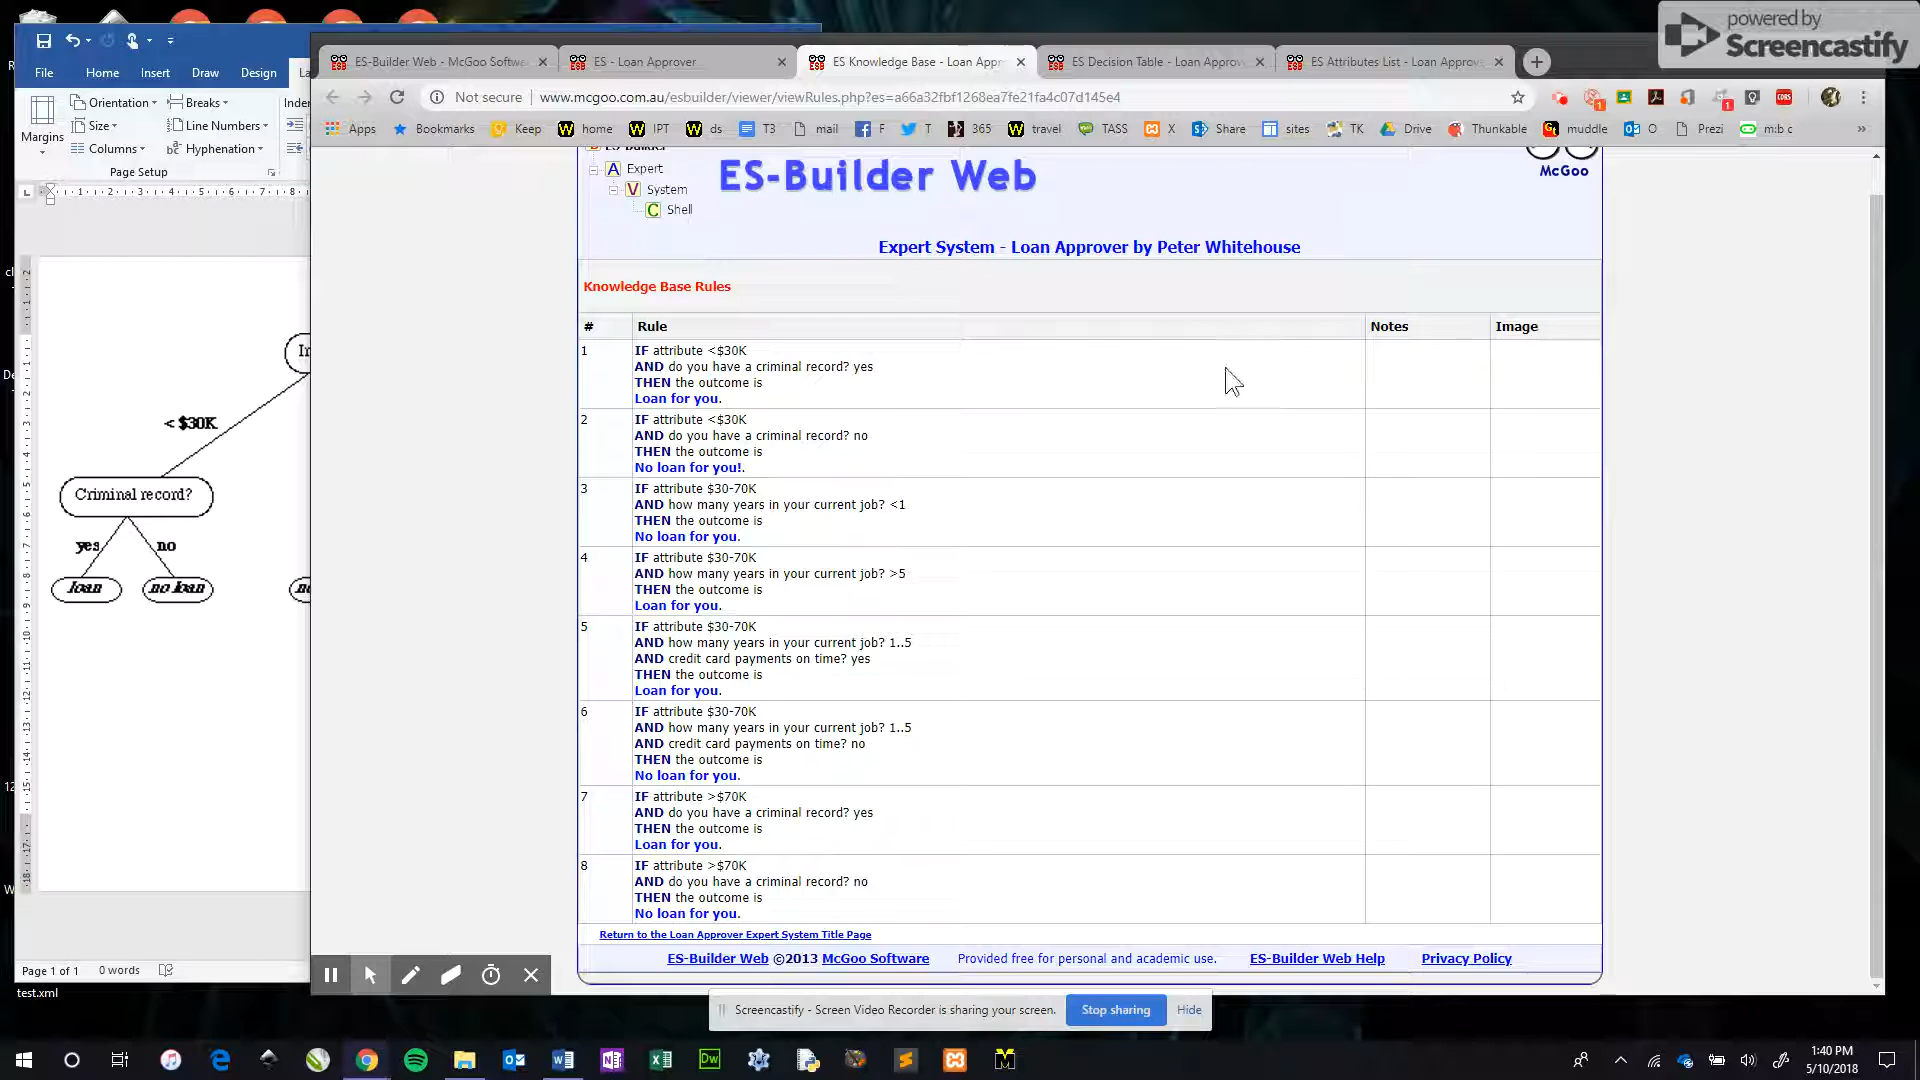 powered by
Screencastify
File
Home
Insert
Draw
Design
Orientation
Breaks
Margins
Size
Line Numbers
Columns
Hyphenation
Page Setup
ES-Builder Web - McGoo Softwa
ES - Loan Approver
ES Knowledge Base - Loan Appr
ES Decision Table - Loan Approv
ES Attributes List - Loan Approve
Not secure
www.mcgoo.com.au/esbuilder/viewer/viewRules.php?es=a66a32fbf1268ea7fe21fa4c07d145e4
Apps
Bookmarks
Keep
home
IPT
ds
T3
mail
F
T
365
travel
TASS
X
Share
sites
TK
Drive
Thunkable
muddle
O
Prezi
m:b c
Expert
System
Shell
ES-Builder Web
McGoo
Expert System - Loan Approver by Peter Whitehouse
Knowledge Base Rules
# Rule Notes Image
1
IF attribute <$30K
AND do you have a criminal record? yes
THEN the outcome is
Loan for you.
2
IF attribute <$30K
AND do you have a criminal record? no
THEN the outcome is
No loan for you!.
3
IF attribute $30-70K
AND how many years in your current job? <1
THEN the outcome is
No loan for you.
4
IF attribute $30-70K
AND how many years in your current job? >5
THEN the outcome is
Loan for you.
5
IF attribute $30-70K
AND how many years in your current job? 1..5
AND credit card payments on time? yes
THEN the outcome is
Loan for you.
6
IF attribute $30-70K
AND how many years in your current job? 1..5
AND credit card payments on time? no
THEN the outcome is
No loan for you.
7
IF attribute >$70K
AND do you have a criminal record? yes
THEN the outcome is
Loan for you.
8
IF attribute >$70K
AND do you have a criminal record? no
THEN the outcome is
No loan for you.
Return to the Loan Approver Expert System Title Page
ES-Builder Web ©2013 McGoo Software Provided free for personal and academic use. ES-Builder Web Help Privacy Policy
< $30K
Criminal record?
yes
no
loan
no loan
Page 1 of 1
0 words
test.xml
Screencastify - Screen Video Recorder is sharing your screen.
Stop sharing
Hide
1:40 PM
5/10/2018